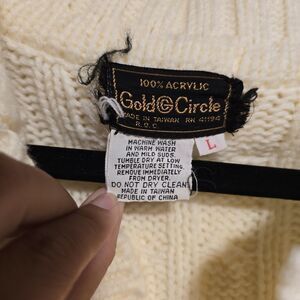 100% ACRYLIC
Gold G Circle
MADE IN TAIWAN RN 41194
R.O.C
L
MACHINE WASH
IN WARM WATER
AND MILD SUDS.
TUMBLE DRY AT LOW
TEMPERATURE SETTING.
REMOVE IMMEDIATELY
FROM DRYER.
DO NOT DRY CLEAN
MADE IN TAIWAN
REPUBLIC OF CHINA